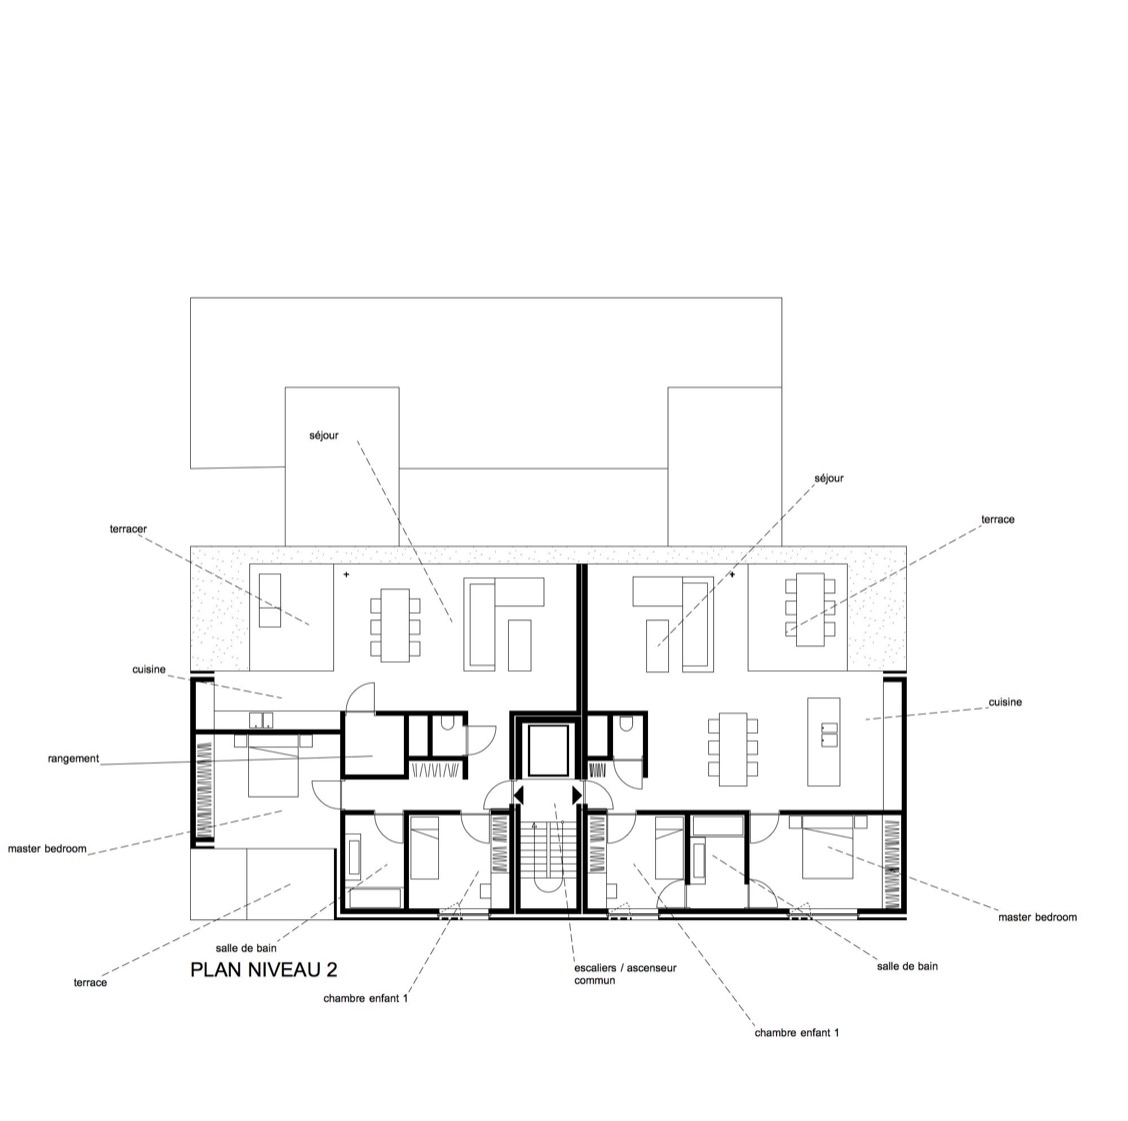 séjour
séjour
terrace
terracer
cuisine
cuisine
rangement
master bedroom
master bedroom
salle de bain
PLAN NIVEAU 2
escaliers / ascenseur
commun
salle de bain
terrace
chambre enfant 1
chambre enfant 1